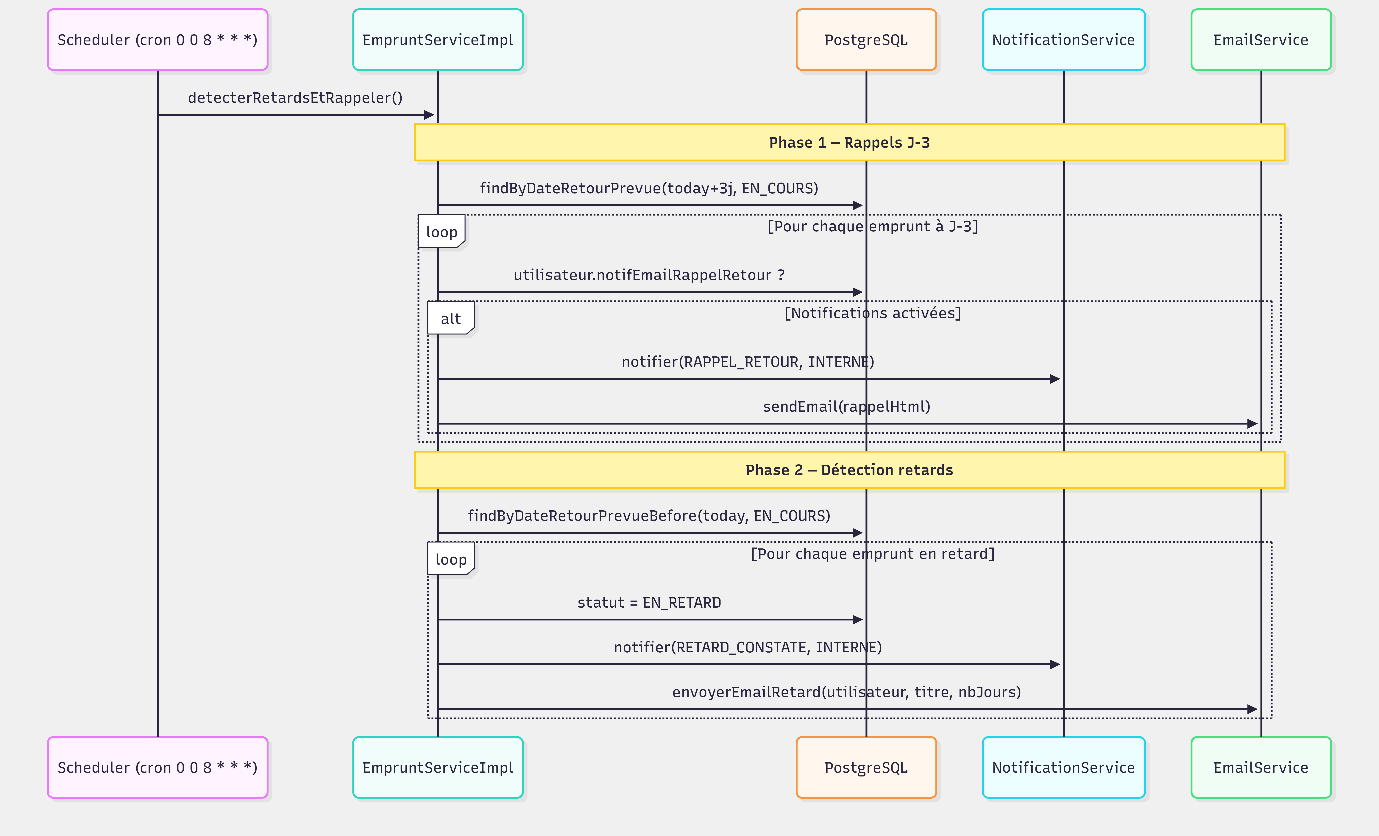 Scheduler (cron 0 0 8 * * *)
EmpruntServiceImpl
PostgreSQL
NotificationService
EmailService
detecterRetardsEtRappeler()
Phase 1 — Rappels J-3
findByDateRetourPrevue(today+3j, EN_COURS)
loop
[Pour chaque emprunt à J-3]
utilisateur.notifEmailRappelRetour ?
alt
[Notifications activées]
notifier(RAPPEL_RETOUR, INTERNE)
sendEmail(rappelHtml)
Phase 2 — Détection retards
findByDateRetourPrevueBefore(today, EN_COURS)
loop
[Pour chaque emprunt en retard]
statut = EN_RETARD
notifier(RETARD_CONSTATE, INTERNE)
envoyerEmailRetard(utilisateur, titre, nbJours)
Scheduler (cron 0 0 8 * * *)
EmpruntServiceImpl
PostgreSQL
NotificationService
EmailService